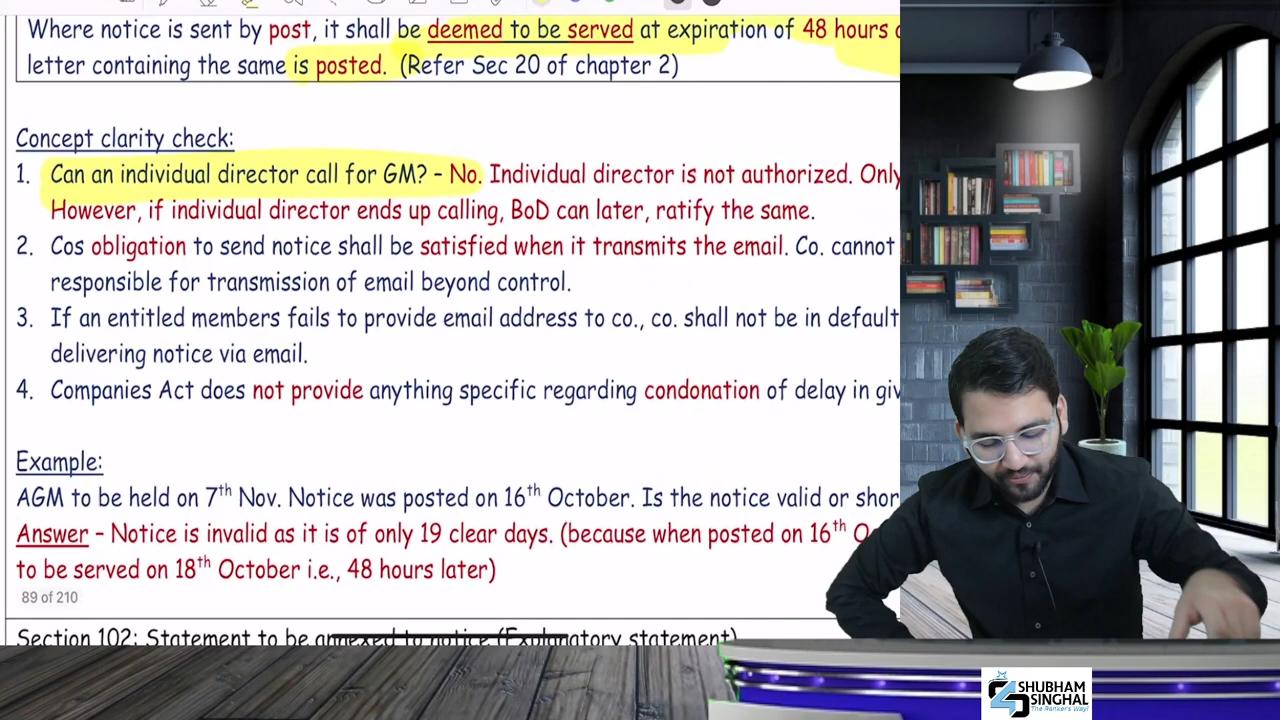 Where notice is sent by post, it shall be deemed to be served at expiration of 48 hours
letter containing the same is posted. (Refer Sec 20 of chapter 2)
Concept clarity check:
1. Can an individual director call for GM? – No. Individual director is not authorized. Only
However, if individual director ends up calling, BoD can later, ratify the same.
2. Cos obligation to send notice shall be satisfied when it transmits the email. Co. cannot
responsible for transmission of email beyond control.
3. If an entitled members fails to provide email address to co., co. shall not be in default
delivering notice via email.
4. Companies Act does not provide anything specific regarding condonation of delay in
Example:
AGM to be held on 7th Nov. Notice was posted on 16th October. Is the notice valid or
Answer – Notice is invalid as it is of only 19 clear days. (because when posted on 16th
to be served on 18th October i.e., 48 hours later)
89 of 210
Section 102: Statement to be annexed to notice (Explanatory statement)
SHUBHAM
SINGHAL
The Ranker's Way!